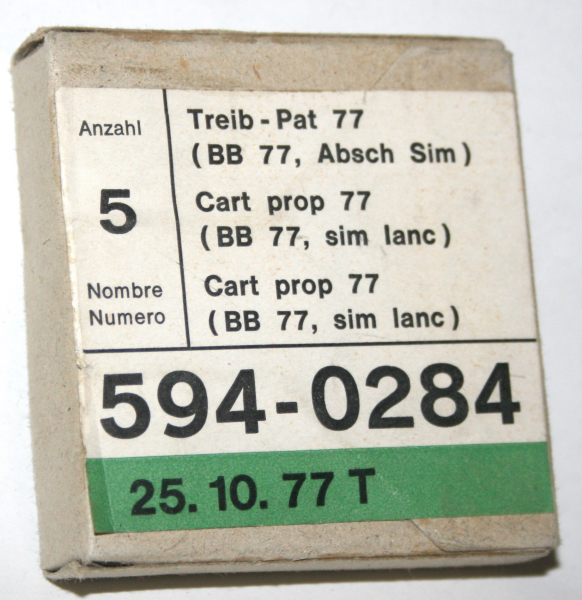 Anzahl
5
Nombre
Numero
Treib-Pat 77
(BB 77, Absch Sim)
Cart prop 77
(BB 77, sim lanc)
Cart prop 77
(BB 77, sim lanc)
594-0284
25. 10. 77 T